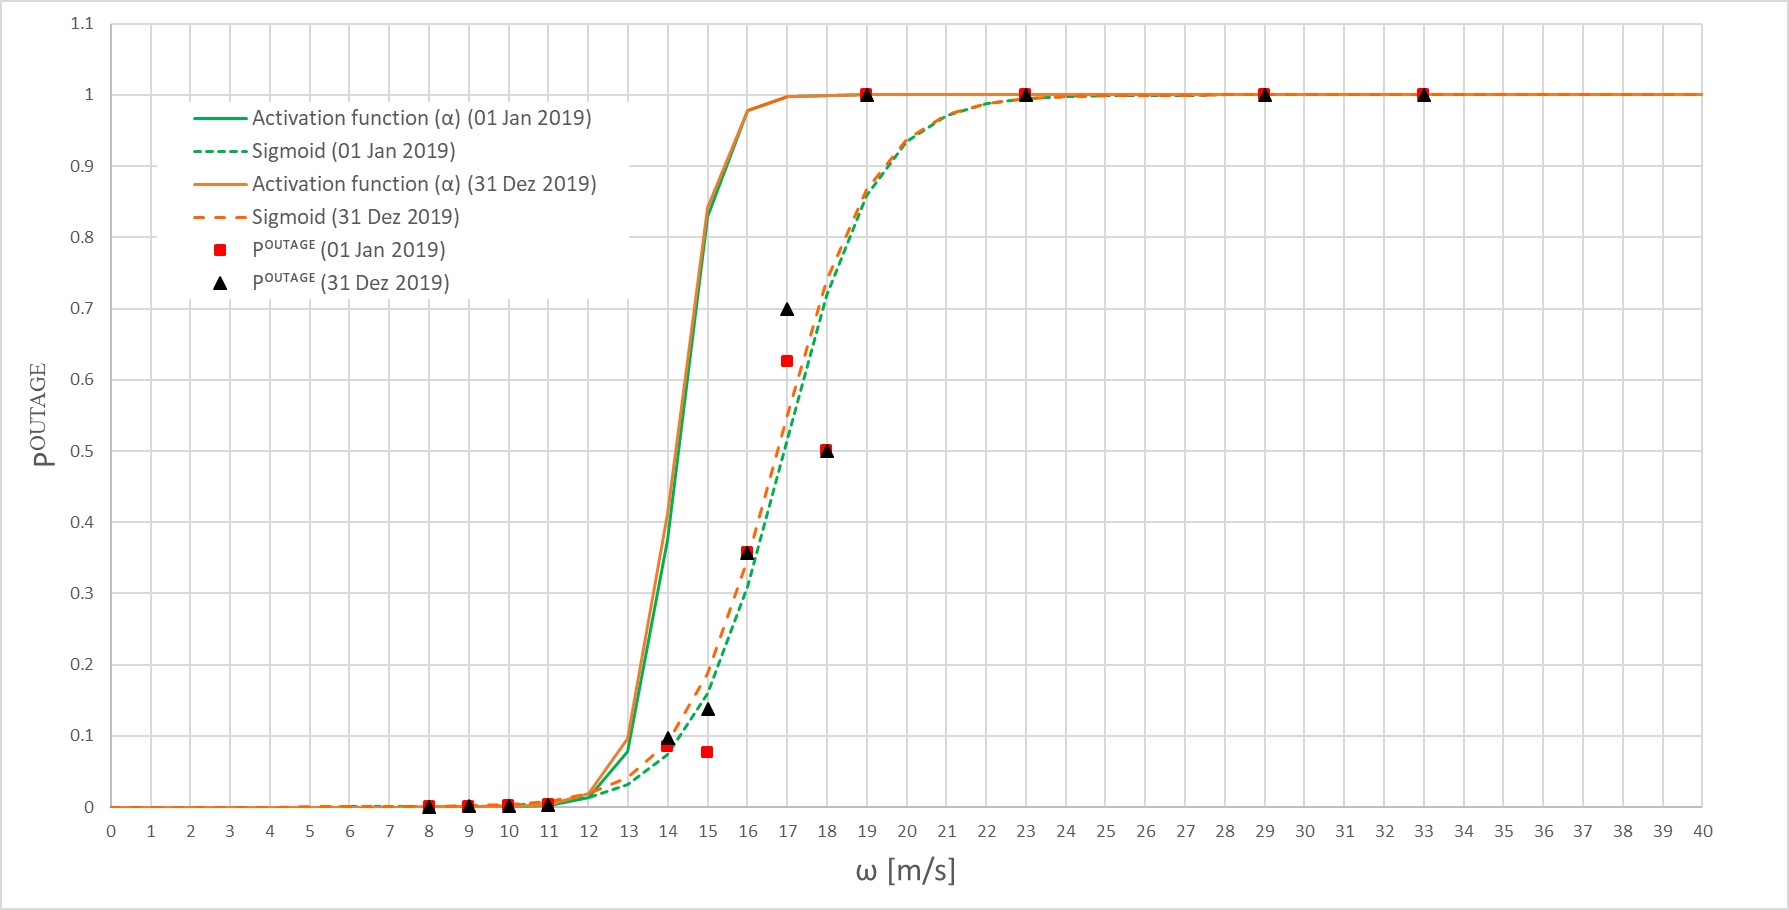 1.1
1
0.9
0.8
0.7
0.6
0.5
0.4
0.3
0.2
0.1
0
Activation function (α) (01 Jan 2019)
Sigmoid (01 Jan 2019)
Activation function (α) (31 Dez 2019)
Sigmoid (31 Dez 2019)
P^OUTAGE (01 Jan 2019)
P^OUTAGE (31 Dez 2019)
P^OUTAGE
0 1 2 3 4 5 6 7 8 9 10 11 12 13 14 15 16 17 18 19 20 21 22 23 24 25 26 27 28 29 30 31 32 33 34 35 36 37 38 39 40
ω [m/s]